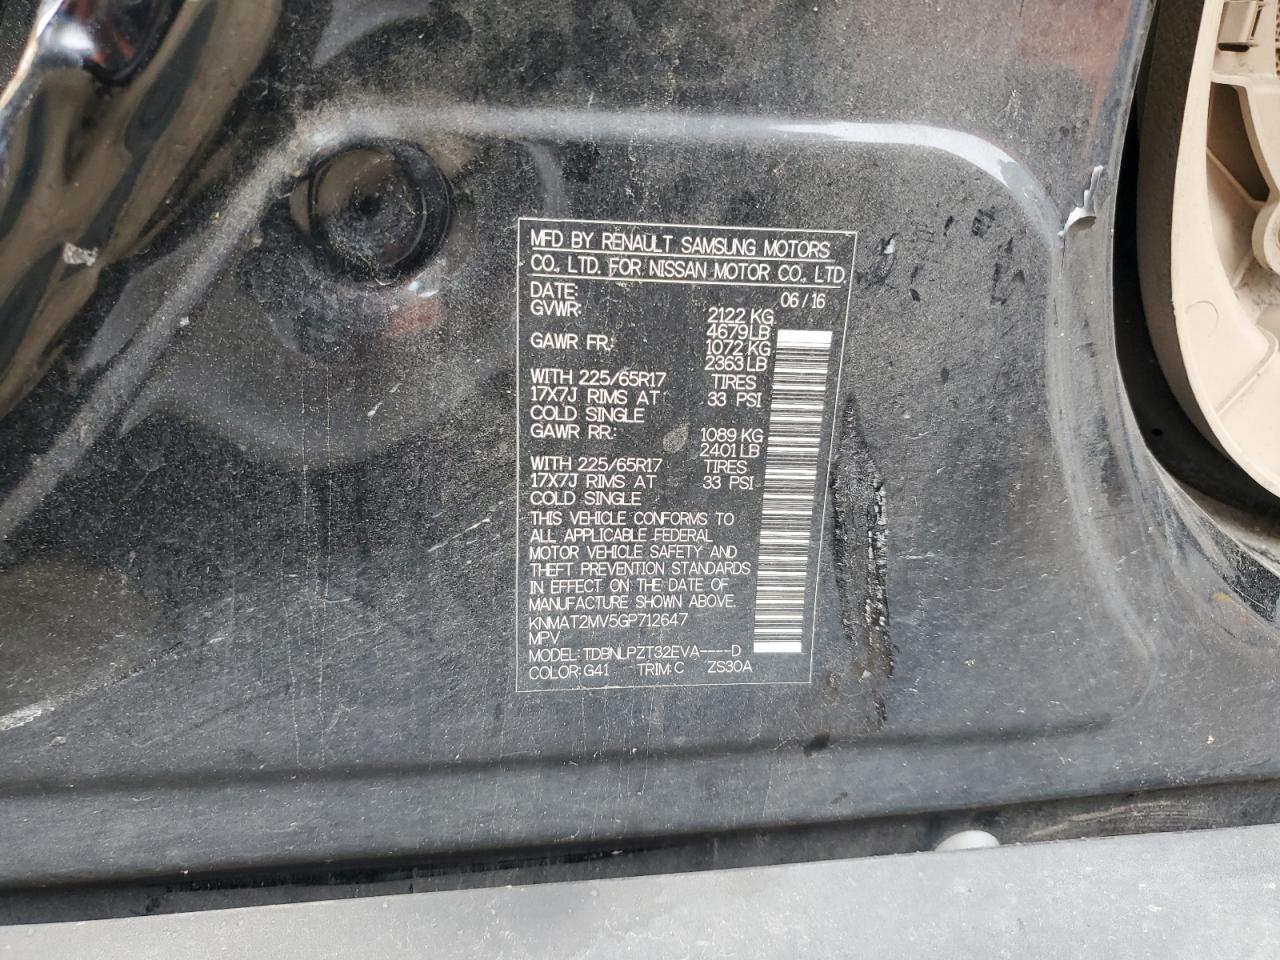 MFD BY RENAULT SAMSUNG MOTORS
CO., LTD. FOR NISSAN MOTOR CO., LTD.
DATE: 06 / 16
GVWR: 2122 KG
4679 LB
GAWR FR: 1072 KG
2363 LB
WITH 225/65R17 TIRES
17X7J RIMS AT 33 PSI
COLD SINGLE
GAWR RR: 1089 KG
2401 LB
WITH 225/65R17 TIRES
17X7J RIMS AT 33 PSI
COLD SINGLE
THIS VEHICLE CONFORMS TO
ALL APPLICABLE FEDERAL
MOTOR VEHICLE SAFETY AND
THEFT PREVENTION STANDARDS
IN EFFECT ON THE DATE OF
MANUFACTURE SHOWN ABOVE.
KNMAT2MV5GP712647
MPV
MODEL: TDBNLPZT32EVA----D
COLOR: G41 TRIM: C ZS30A